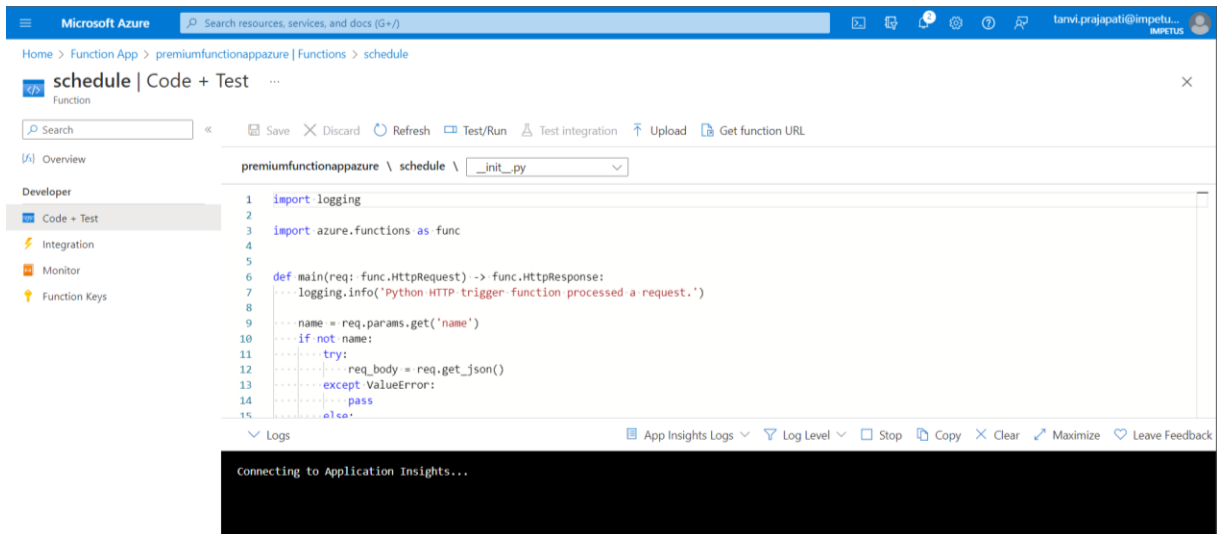 Microsoft Azure
Search resources, services, and docs (G+/)
2
tanvi.prajapati@impetu...
IMPETUS
Home > Function App > premiumfunctionappazure | Functions > schedule
schedule | Code + Test ...
Function
Search
«
Save Discard Refresh Test/Run Test integration Upload Get function URL
Overview
Developer
Code + Test
Integration
Monitor
Function Keys
premiumfunctionappazure \ schedule \ __init__.py
1 import logging
2
3 import azure.functions as func
4
5
6 def main(req: func.HttpRequest) -> func.HttpResponse:
7     logging.info('Python HTTP trigger function processed a request.')
8
9     name = req.params.get('name')
10     if not name:
11         try:
12             req_body = req.get_json()
13         except ValueError:
14             pass
15         else:
Logs
App Insights Logs Log Level Stop Copy Clear Maximize Leave Feedback
Connecting to Application Insights...